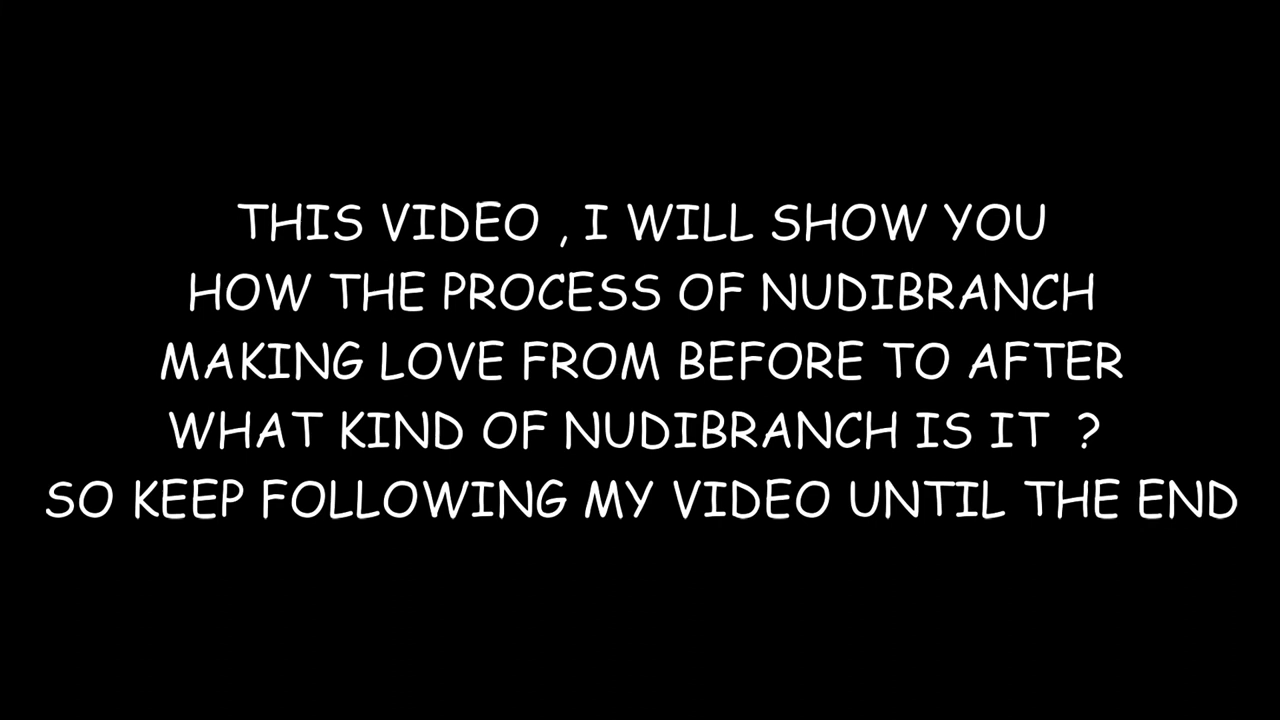 THIS VIDEO , I WILL SHOW YOU
HOW THE PROCESS OF NUDIBRANCH
MAKING LOVE FROM BEFORE TO AFTER
WHAT KIND OF NUDIBRANCH IS IT ?
SO KEEP FOLLOWING MY VIDEO UNTIL THE END